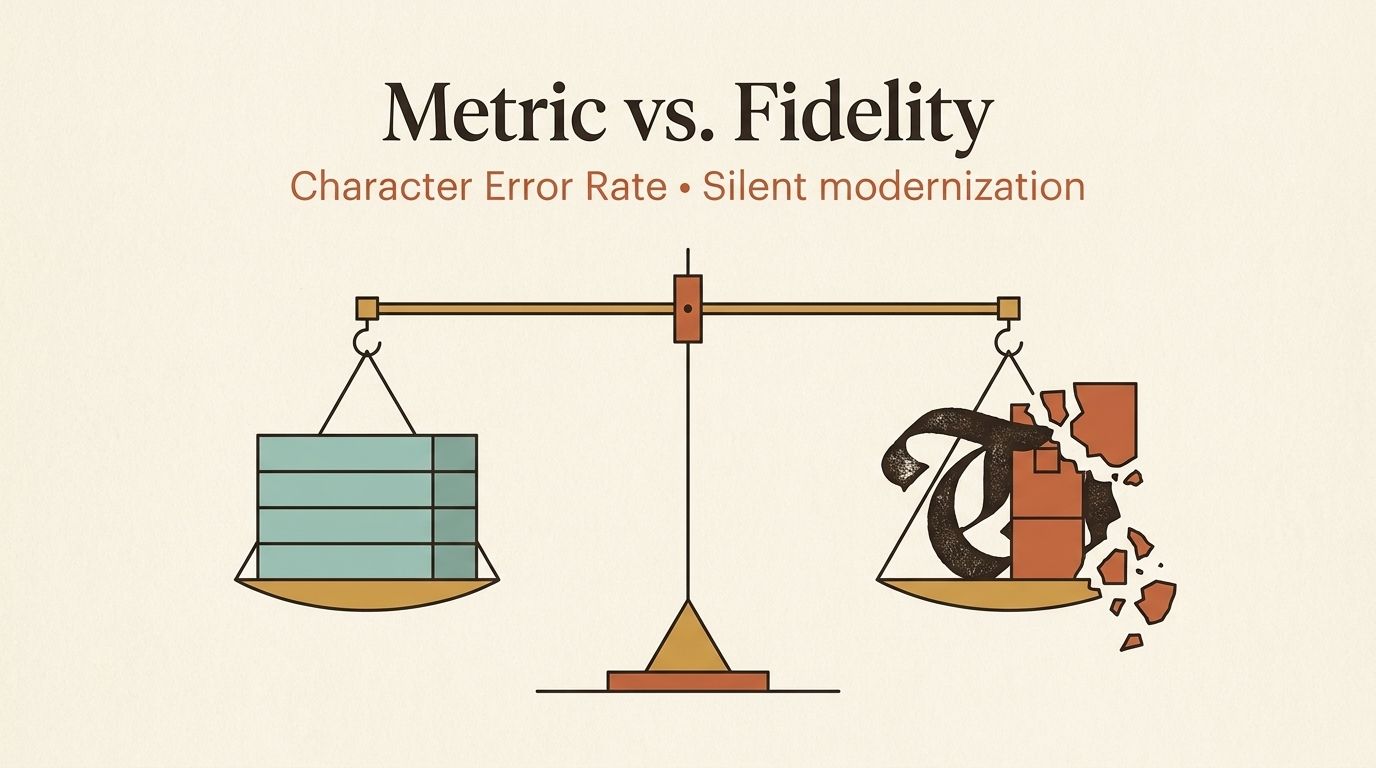 Metric vs. Fidelity
Character Error Rate • Silent modernization
T